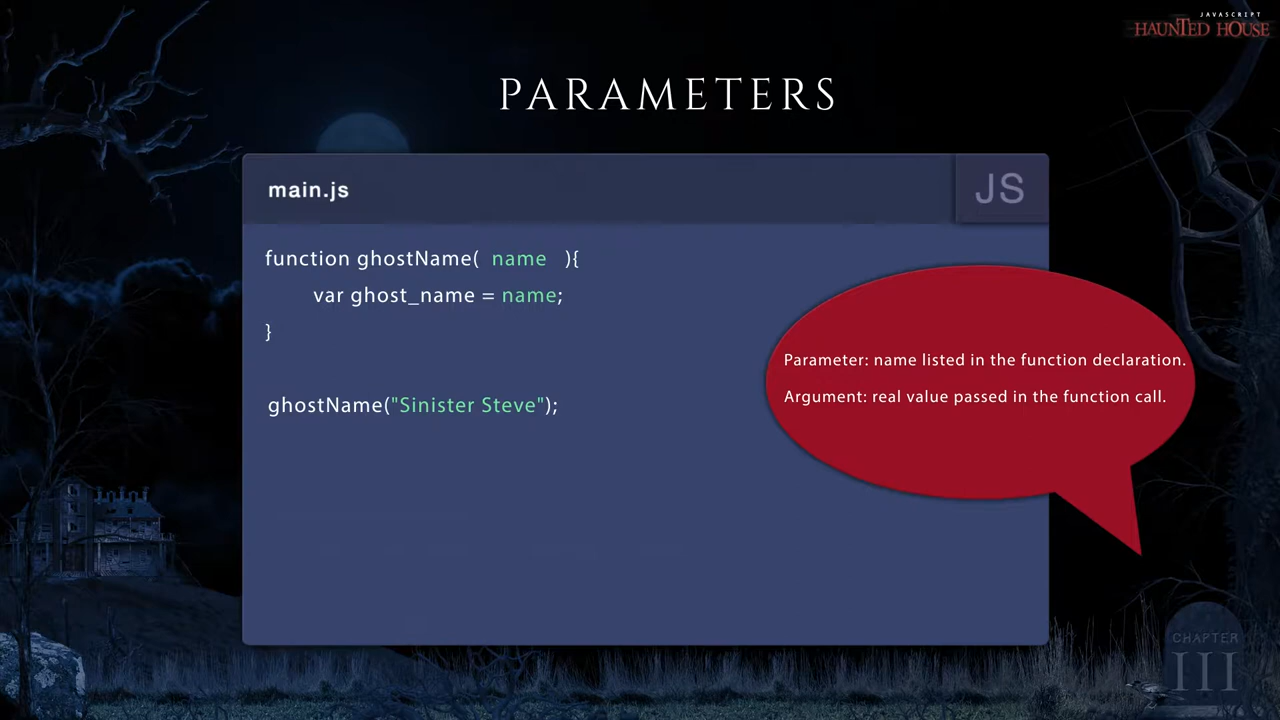 JAVASCRIPT
HAUNTED HOUSE
PARAMETERS
main.js
JS
function ghostName( name ){
var ghost_name = name;
}
ghostName("Sinister Steve");
Parameter: name listed in the function declaration.
Argument: real value passed in the function call.
CHAPTER
III